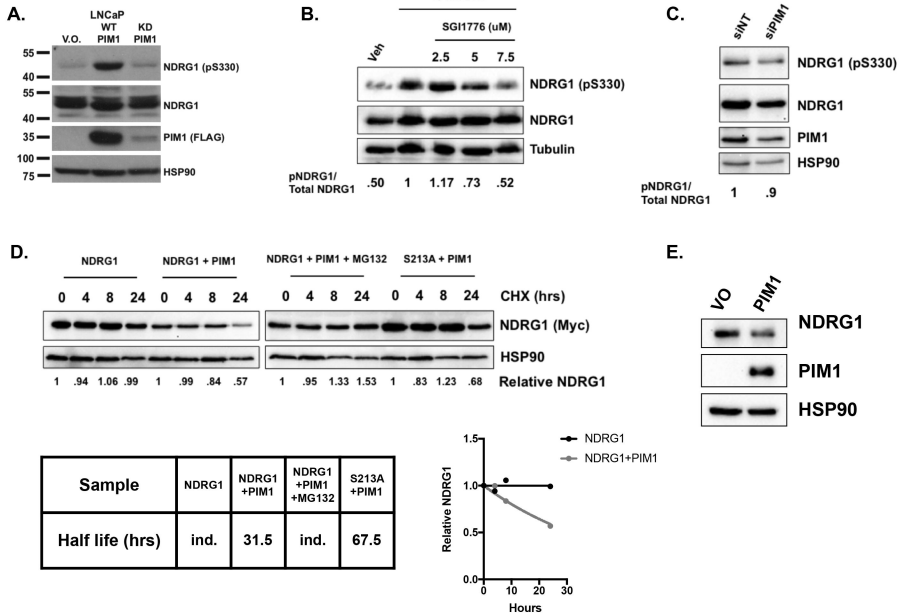 A.
LNCaP
WT KD
V.O. PIM1 PIM1
55
40
NDRG1 (pS330)
55
40
NDRG1
35
PIM1 (FLAG)
100
75
HSP90
B.
SGI1776 (uM)
Veh 2.5 5 7.5
NDRG1 (pS330)
NDRG1
Tubulin
pNDRG1/
Total NDRG1 .50 1 1.17 .73 .52
C.
siNT siPIM1
NDRG1 (pS330)
NDRG1
PIM1
HSP90
pNDRG1/
Total NDRG1 1 .9
D.
NDRG1 NDRG1 + PIM1 NDRG1 + PIM1 + MG132 S213A + PIM1
0 4 8 24 0 4 8 24 0 4 8 24 0 4 8 24 CHX (hrs)
NDRG1 (Myc)
HSP90
1 .94 1.06 .99 1 .99 .84 .57 1 .95 1.33 1.53 1 .83 1.23 .68 Relative NDRG1
Sample NDRG1 NDRG1 +PIM1 NDRG1 +PIM1 +MG132 S213A +PIM1
Half life (hrs) ind. 31.5 ind. 67.5
1.5
1.0
0.5
0.0
Relative NDRG1
0 10 20 30
Hours
NDRG1
NDRG1+PIM1
E.
VO PIM1
NDRG1
PIM1
HSP90